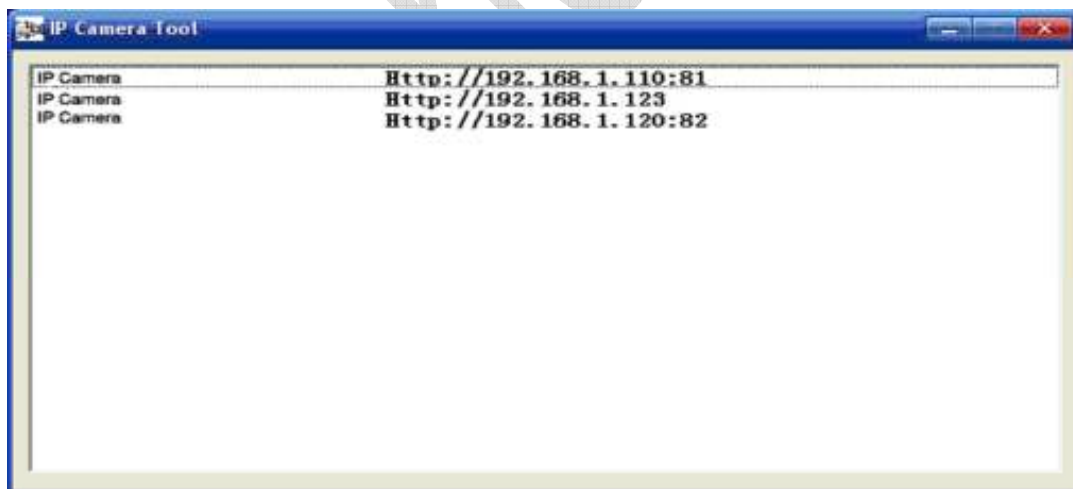 IP Camera Tool
IP Camera Http://192.168.1.110:81
IP Camera Http://192.168.1.123
IP Camera Http://192.168.1.120:82